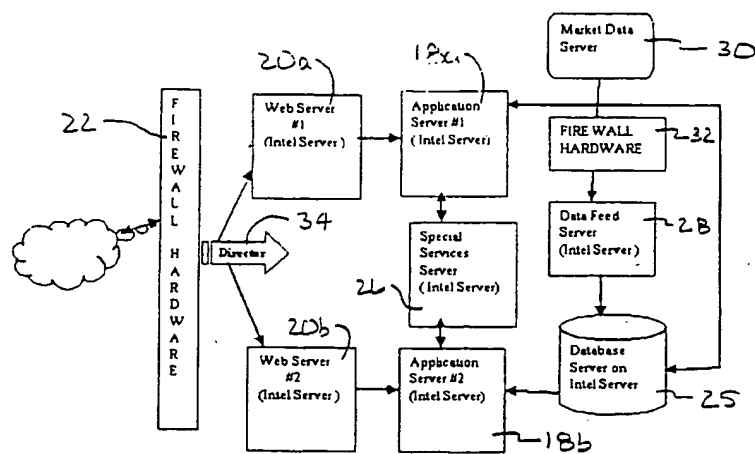 Market Data
Server
30
20a
18a
22
FIREWALL HARDWARE
Web Server
#1
(Intel Server)
Application
Server #1
(Intel Server)
FIRE WALL
HARDWARE
32
34
Director
Special
Services
Server
(Intel Server)
26
Data Feed
Server
(Intel Server)
28
20b
Web Server
#2
(Intel Server)
Application
Server #2
(Intel Server)
Database
Server on
Intel Server
25
18b